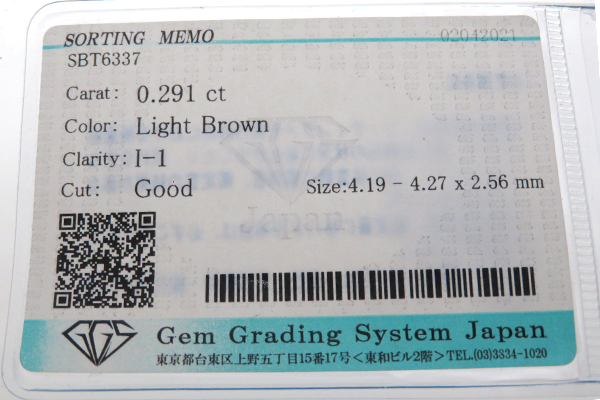 SORTING MEMO 02042021
SBT6337
Carat: 0.291 ct
Color: Light Brown
Clarity: I-1
Cut: Good Size:4.19 - 4.27 x 2.56 mm
Japan
GGS Gem Grading System Japan
東京都台東区上野五丁目15番17号<東和ビル2階>TEL.(03)3834-1020